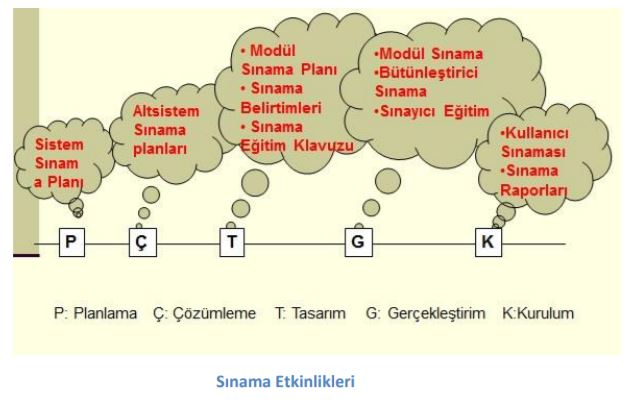 Sistem
Sınam
a Planı
Altsistem
Sınama
planları
• Modül
Sınama Planı
• Sınama
Belirtimleri
• Sınama
Eğitim Klavuzu
•Modül Sınama
•Bütünleştirici
Sınama
•Sınayıcı Eğitim
•Kullanıcı
Sınaması
•Sınama
Raporları
P Ç T G K
P: Planlama Ç: Çözümleme T: Tasarım G: Gerçekleştirim K:Kurulum
Sınama Etkinlikleri